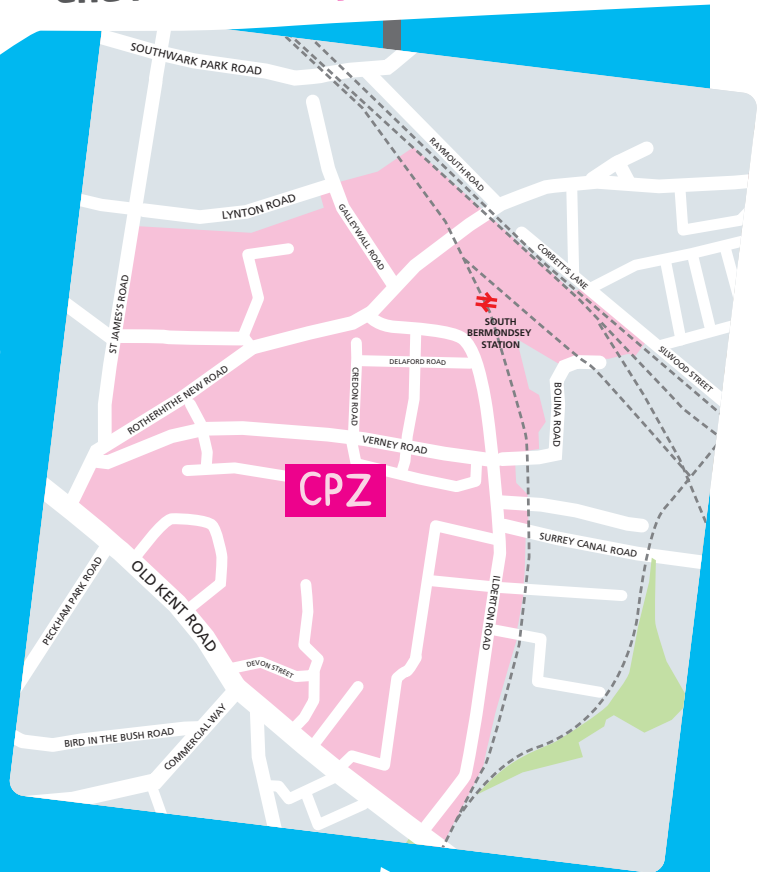 SOUTHWARK PARK ROAD
RAYMOUTH ROAD
LYNTON ROAD
GALLEYWALL ROAD
CORBETT'S LANE
ST JAMES'S ROAD
SOUTH
BERMONDSEY
STATION
SILWOOD STREET
DELAFORD ROAD
ROTHERHITHE NEW ROAD
CREDON ROAD
BOLINA ROAD
VERNEY ROAD
CPZ
SURREY CANAL ROAD
PECKHAM PARK ROAD
OLD KENT ROAD
ILDERTON ROAD
DEVON STREET
BIRD IN THE BUSH ROAD
COMMERCIAL WAY